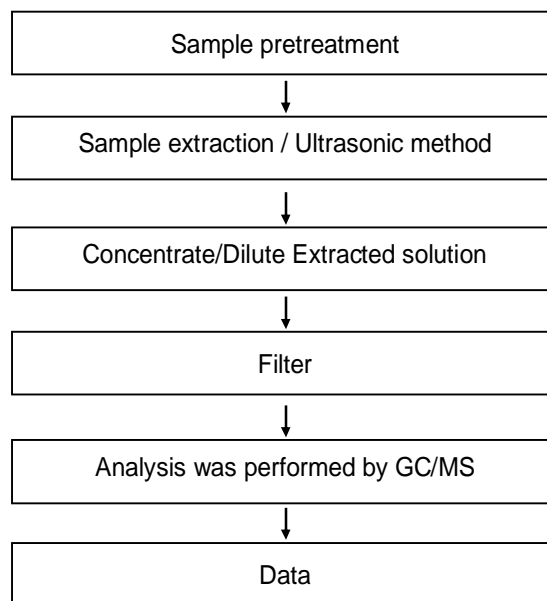 Sample pretreatment
Sample extraction / Ultrasonic method
Concentrate/Dilute Extracted solution
Filter
Analysis was performed by GC/MS
Data